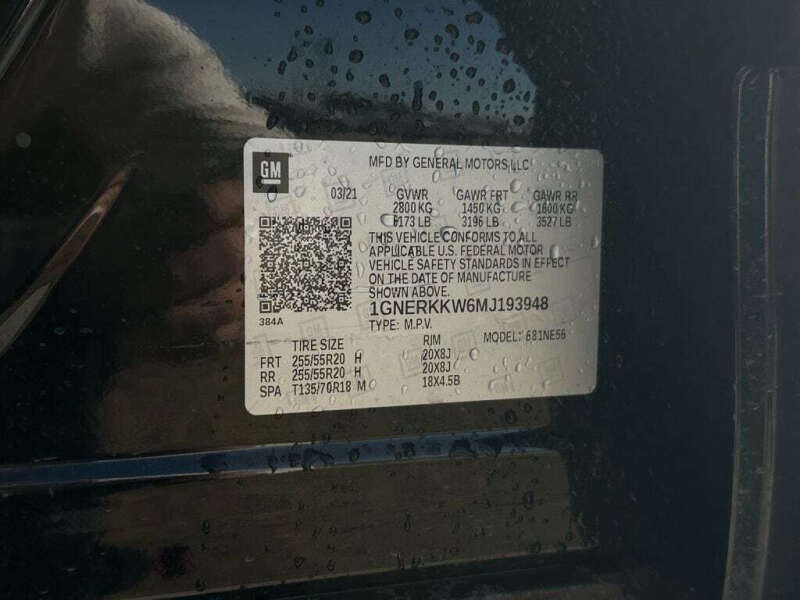 GM
MFD BY GENERAL MOTORS LLC
03/21 GVWR GAWR FRT GAWR RR
2800 KG 1450 KG 1600 KG
6173 LB 3196 LB 3527 LB
THIS VEHICLE CONFORMS TO ALL
APPLICABLE U.S. FEDERAL MOTOR
VEHICLE SAFETY STANDARDS IN EFFECT
ON THE DATE OF MANUFACTURE
SHOWN ABOVE.
384A
1GNERKKW6MJ193948
TYPE: M.P.V. MODEL: 681NE56
TIRE SIZE RIM
FRT 255/55R20 H 20X8J
RR 255/55R20 H 20X8J
SPA T135/70R18 M 18X4.5B